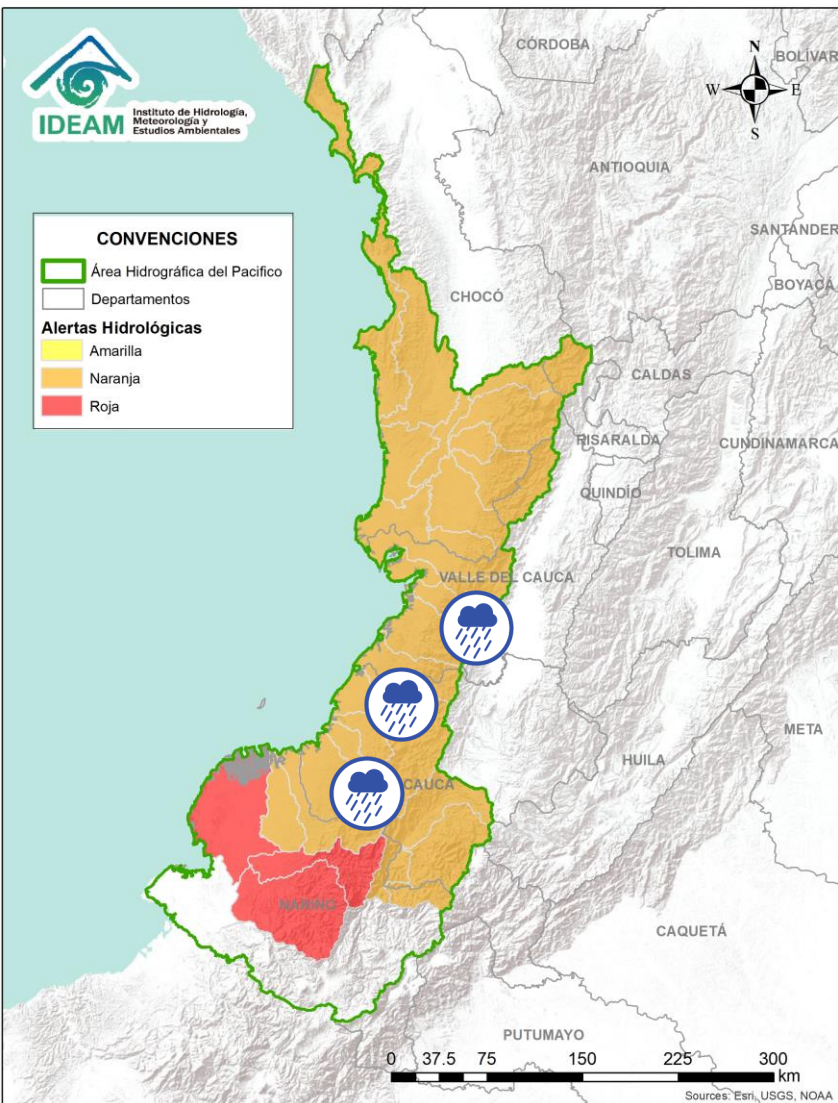 IDEAM
Instituto de Hidrología,
Meteorología y
Estudios Ambientales
N
W
E
S
CÓRDOBA
BOLÍVAR
ANTIOQUIA
SANTANDER
BOYACÁ
CHOCÓ
CALDAS
RISARALDA
CUNDINAMARCA
QUINDÍO
TOLIMA
VALLE DEL CAUCA
META
HUILA
CAUCA
NARIÑO
CAQUETÁ
PUTUMAYO
CONVENCIONES
Área Hidrográfica del Pacifico
Departamentos
Alertas Hidrológicas
Amarilla
Naranja
Roja
0 37.5 75 150 225 300
km
Sources: Esri, USGS, NOAA